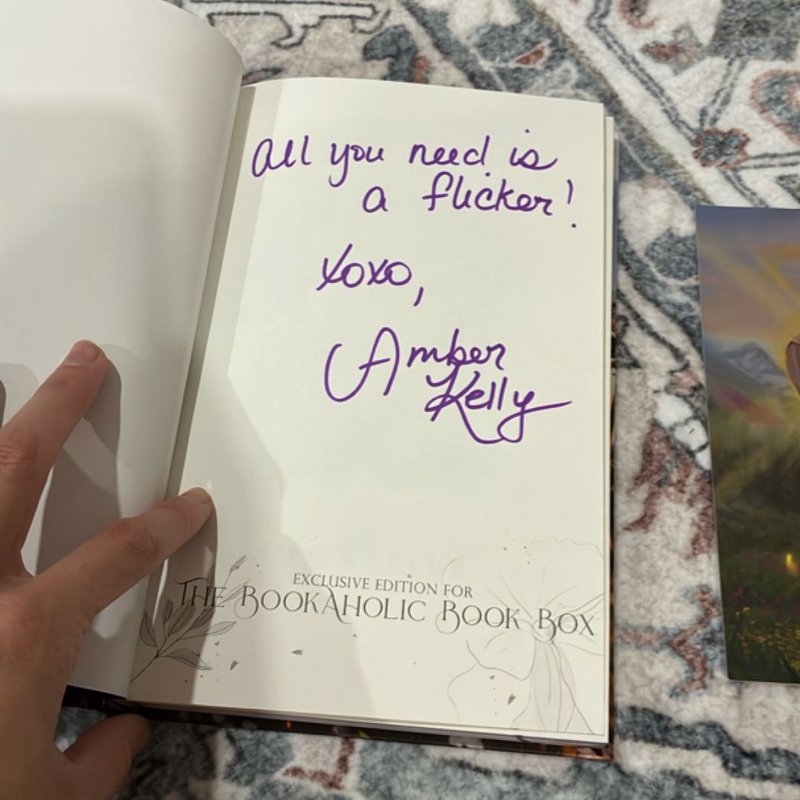 All you need is
a flicker!
xoxo,
Amber
Kelly
EXCLUSIVE EDITION FOR
THE BOOKAHOLIC BOOK BOX